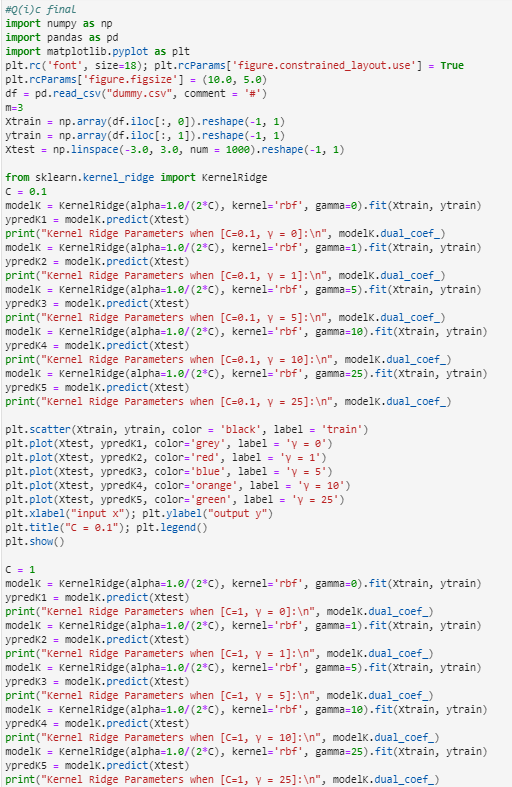 #Q(i)c final
import numpy as np
import pandas as pd
import matplotlib.pyplot as plt
plt.rc('font', size=18); plt.rcParams['figure.constrained_layout.use'] = True
plt.rcParams['figure.figsize'] = (10.0, 5.0)
df = pd.read_csv("dummy.csv", comment = '#')
m=3
Xtrain = np.array(df.iloc[:, 0]).reshape(-1, 1)
ytrain = np.array(df.iloc[:, 1]).reshape(-1, 1)
Xtest = np.linspace(-3.0, 3.0, num = 1000).reshape(-1, 1)
from sklearn.kernel_ridge import KernelRidge
C = 0.1
modelK = KernelRidge(alpha=1.0/(2*C), kernel='rbf', gamma=0).fit(Xtrain, ytrain)
ypredK1 = modelK.predict(Xtest)
print("Kernel Ridge Parameters when [C=0.1, γ = 0]:\n", modelK.dual_coef_)
modelK = KernelRidge(alpha=1.0/(2*C), kernel='rbf', gamma=1).fit(Xtrain, ytrain)
ypredK2 = modelK.predict(Xtest)
print("Kernel Ridge Parameters when [C=0.1, γ = 1]:\n", modelK.dual_coef_)
modelK = KernelRidge(alpha=1.0/(2*C), kernel='rbf', gamma=5).fit(Xtrain, ytrain)
ypredK3 = modelK.predict(Xtest)
print("Kernel Ridge Parameters when [C=0.1, γ = 5]:\n", modelK.dual_coef_)
modelK = KernelRidge(alpha=1.0/(2*C), kernel='rbf', gamma=10).fit(Xtrain, ytrain)
ypredK4 = modelK.predict(Xtest)
print("Kernel Ridge Parameters when [C=0.1, γ = 10]:\n", modelK.dual_coef_)
modelK = KernelRidge(alpha=1.0/(2*C), kernel='rbf', gamma=25).fit(Xtrain, ytrain)
ypredK5 = modelK.predict(Xtest)
print("Kernel Ridge Parameters when [C=0.1, γ = 25]:\n", modelK.dual_coef_)
plt.scatter(Xtrain, ytrain, color = 'black', label = 'train')
plt.plot(Xtest, ypredK1, color='grey', label = 'γ = 0')
plt.plot(Xtest, ypredK2, color='red', label = 'γ = 1')
plt.plot(Xtest, ypredK3, color='blue', label = 'γ = 5')
plt.plot(Xtest, ypredK4, color='orange', label = 'γ = 10')
plt.plot(Xtest, ypredK5, color='green', label = 'γ = 25')
plt.xlabel("input x"); plt.ylabel("output y")
plt.title("C = 0.1"); plt.legend()
plt.show()
C = 1
modelK = KernelRidge(alpha=1.0/(2*C), kernel='rbf', gamma=0).fit(Xtrain, ytrain)
ypredK1 = modelK.predict(Xtest)
print("Kernel Ridge Parameters when [C=1, γ = 0]:\n", modelK.dual_coef_)
modelK = KernelRidge(alpha=1.0/(2*C), kernel='rbf', gamma=1).fit(Xtrain, ytrain)
ypredK2 = modelK.predict(Xtest)
print("Kernel Ridge Parameters when [C=1, γ = 1]:\n", modelK.dual_coef_)
modelK = KernelRidge(alpha=1.0/(2*C), kernel='rbf', gamma=5).fit(Xtrain, ytrain)
ypredK3 = modelK.predict(Xtest)
print("Kernel Ridge Parameters when [C=1, γ = 5]:\n", modelK.dual_coef_)
modelK = KernelRidge(alpha=1.0/(2*C), kernel='rbf', gamma=10).fit(Xtrain, ytrain)
ypredK4 = modelK.predict(Xtest)
print("Kernel Ridge Parameters when [C=1, γ = 10]:\n", modelK.dual_coef_)
modelK = KernelRidge(alpha=1.0/(2*C), kernel='rbf', gamma=25).fit(Xtrain, ytrain)
ypredK5 = modelK.predict(Xtest)
print("Kernel Ridge Parameters when [C=1, γ = 25]:\n", modelK.dual_coef_)